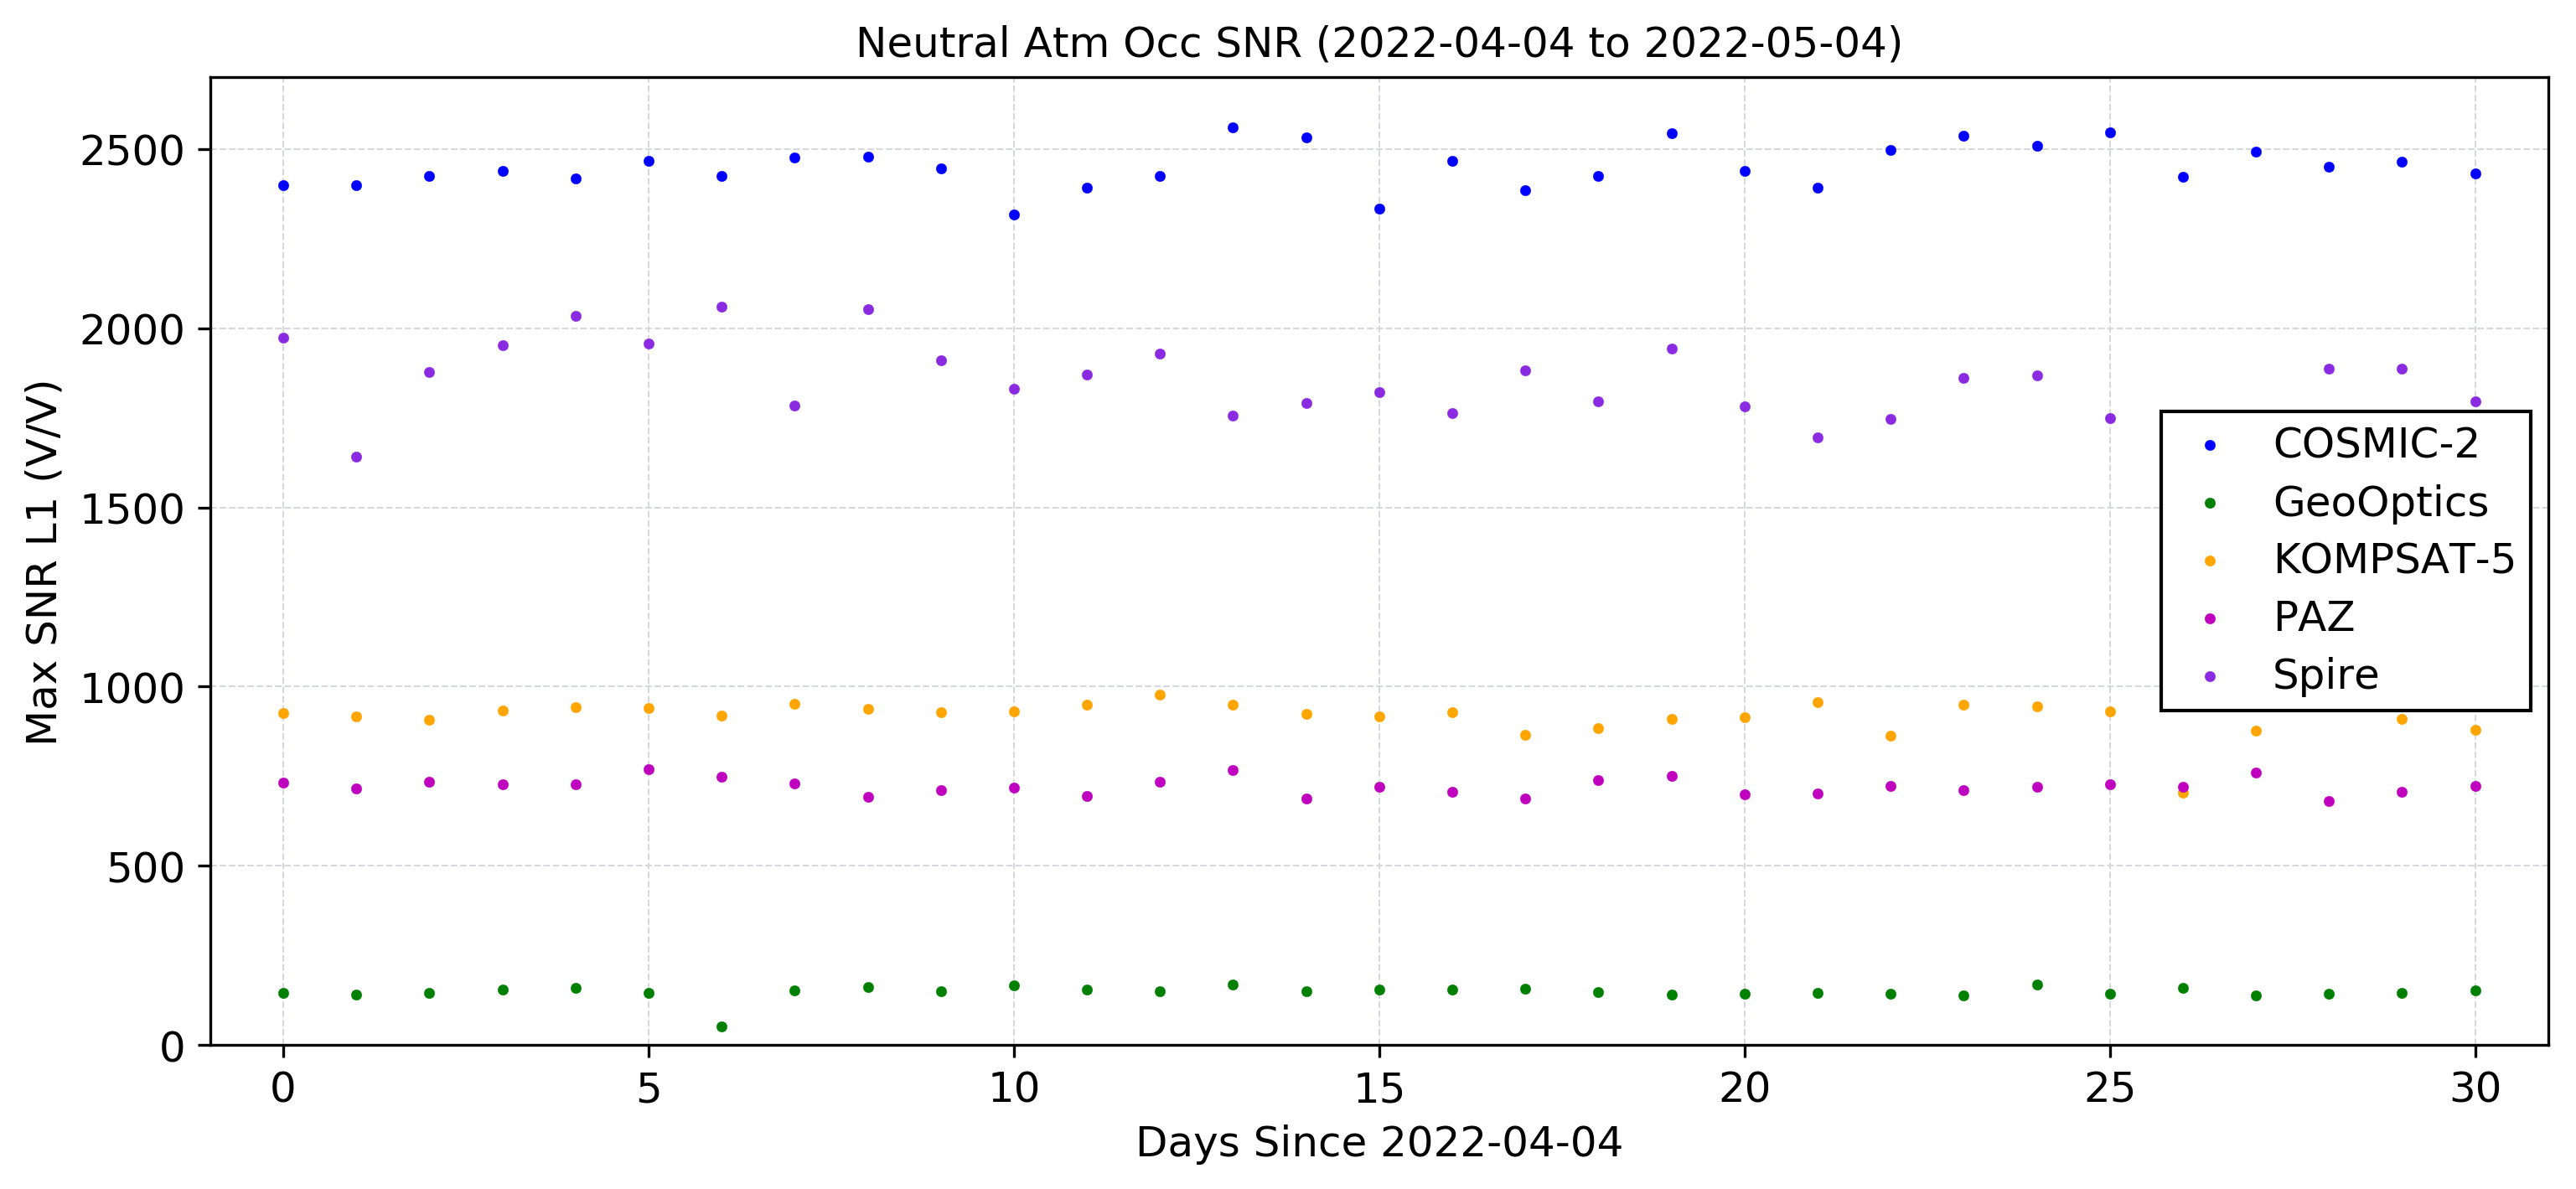 Neutral Atm Occ SNR (2022-04-04 to 2022-05-04)
Max SNR L1 (V/V)
2500
2000
1500
1000
500
0
COSMIC-2
GeoOptics
KOMPSAT-5
PAZ
Spire
0 5 10 15 20 25 30
Days Since 2022-04-04